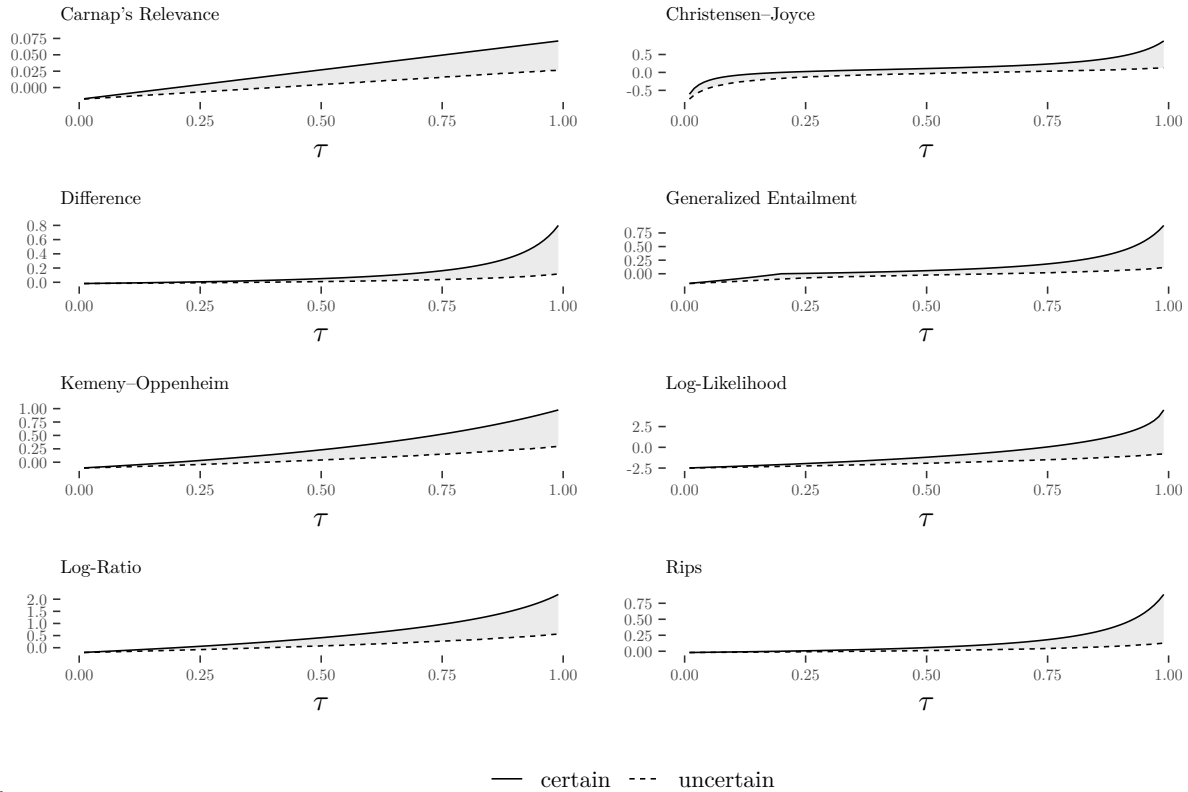 Carnap's Relevance
0.075
0.050
0.025
0.000
0.00 0.25 0.50 0.75 1.00
τ
Christensen–Joyce
0.5
0.0
-0.5
0.00 0.25 0.50 0.75 1.00
τ
Difference
0.8
0.6
0.4
0.2
0.0
0.00 0.25 0.50 0.75 1.00
τ
Generalized Entailment
0.75
0.50
0.25
0.00
0.00 0.25 0.50 0.75 1.00
τ
Kemeny–Oppenheim
1.00
0.75
0.50
0.25
0.00
0.00 0.25 0.50 0.75 1.00
τ
Log-Likelihood
2.5
0.0
-2.5
0.00 0.25 0.50 0.75 1.00
τ
Log-Ratio
2.0
1.5
1.0
0.5
0.0
0.00 0.25 0.50 0.75 1.00
τ
Rips
0.75
0.50
0.25
0.00
0.00 0.25 0.50 0.75 1.00
τ
certain uncertain